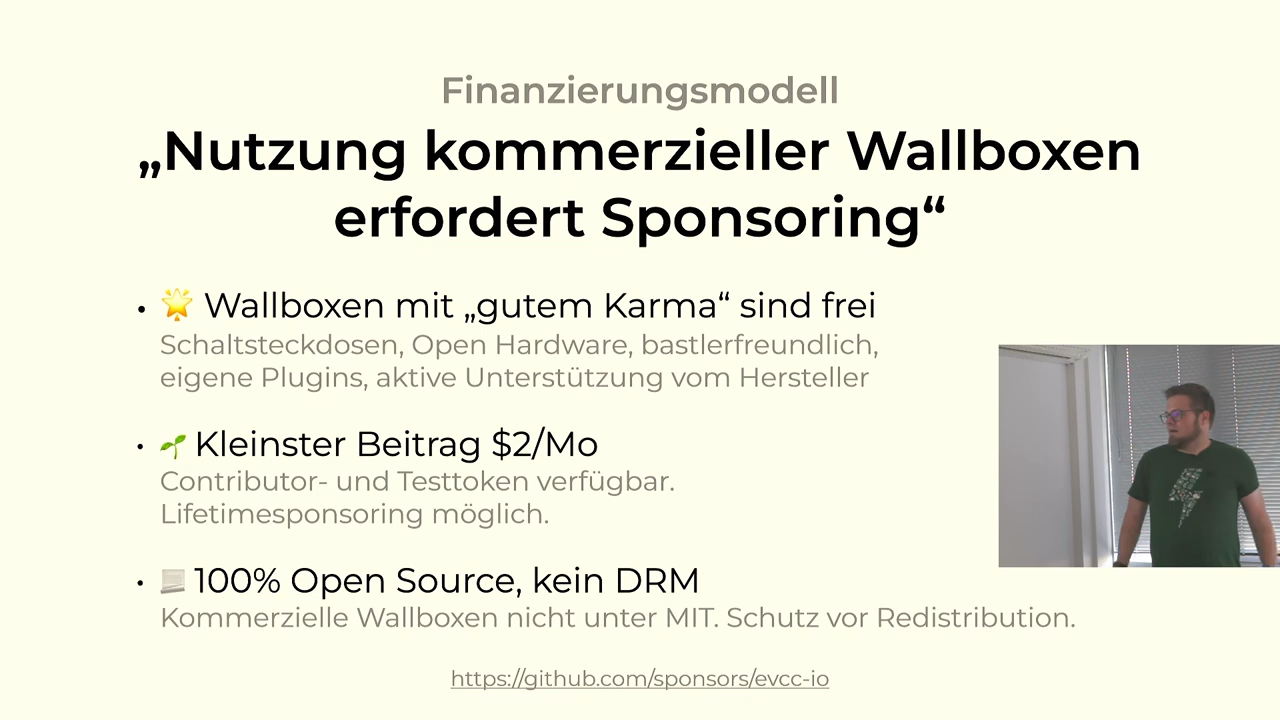 Finanzierungsmodell
„Nutzung kommerzieller Wallboxen
erfordert Sponsoring“
• 🌟 Wallboxen mit „gutem Karma“ sind frei
Schaltsteckdosen, Open Hardware, bastlerfreundlich,
eigene Plugins, aktive Unterstützung vom Hersteller
• 🌱 Kleinster Beitrag $2/Mo
Contributor- und Testtoken verfügbar.
Lifetimesponsoring möglich.
• 📃 100% Open Source, kein DRM
Kommerzielle Wallboxen nicht unter MIT. Schutz vor Redistribution.
https://github.com/sponsors/evcc-io